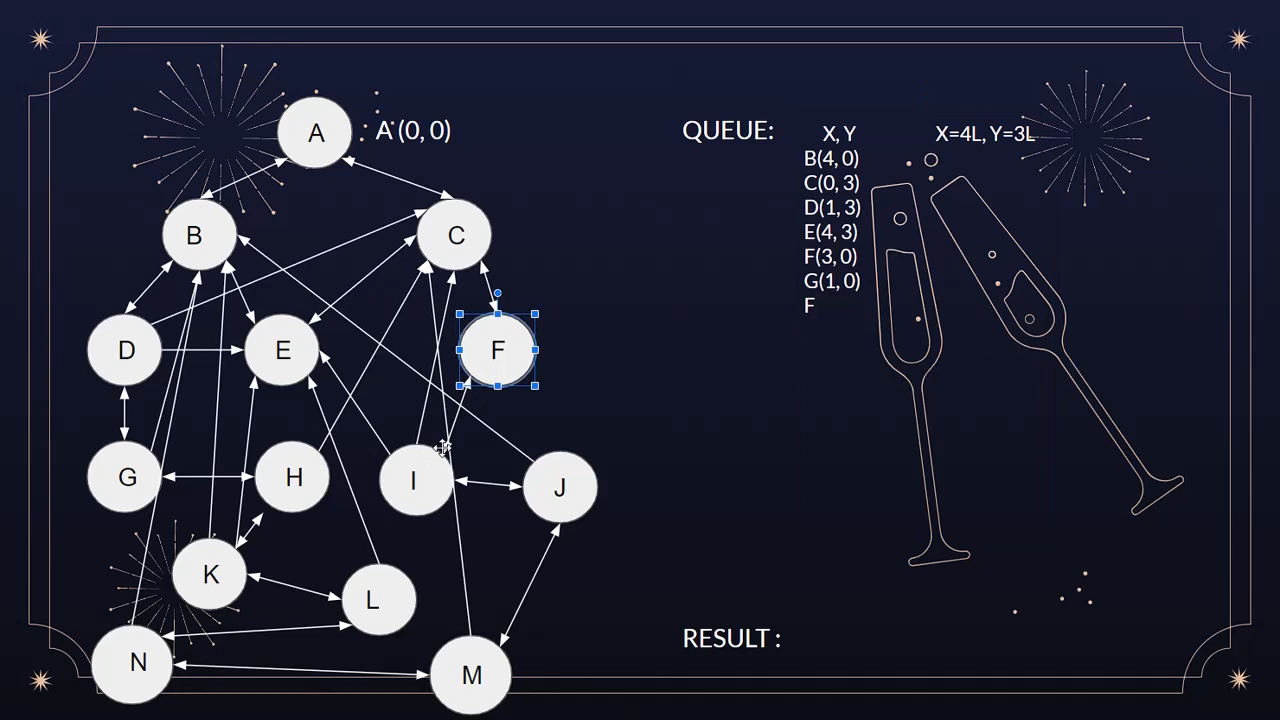 A
A (0, 0)
QUEUE:
X, Y
X=4L, Y=3L
B(4, 0)
C(0, 3)
D(1, 3)
E(4, 3)
F(3, 0)
G(1, 0)
F
B
C
D
E
F
G
H
I
J
K
L
N
M
RESULT :